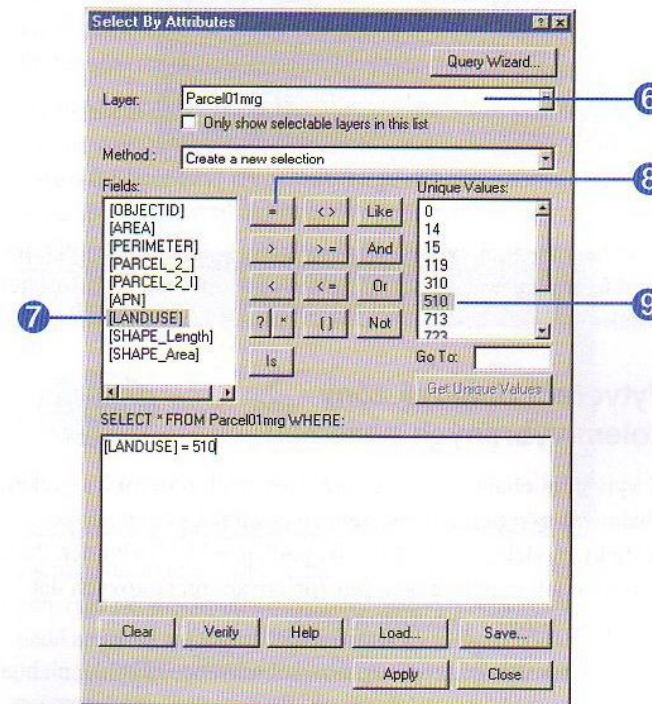 Select By Attributes
Query Wizard...
Layer: Parcel01mrg
Only show selectable layers in this list
Method : Create a new selection
Fields:
[OBJECTID]
[AREA]
[PERIMETER]
[PARCEL_2_]
[PARCEL_2_I]
[APN]
[LANDUSE]
[SHAPE_Length]
[SHAPE_Area]
= <> Like
> >= And
< <= Or
? * () Not
Is
Unique Values:
0
14
15
119
310
510
713
723
Go To:
Get Unique Values
SELECT * FROM Parcel01mrg WHERE:
[LANDUSE] = 510
Clear Verify Help Load... Save...
Apply Close
6
8
9
7